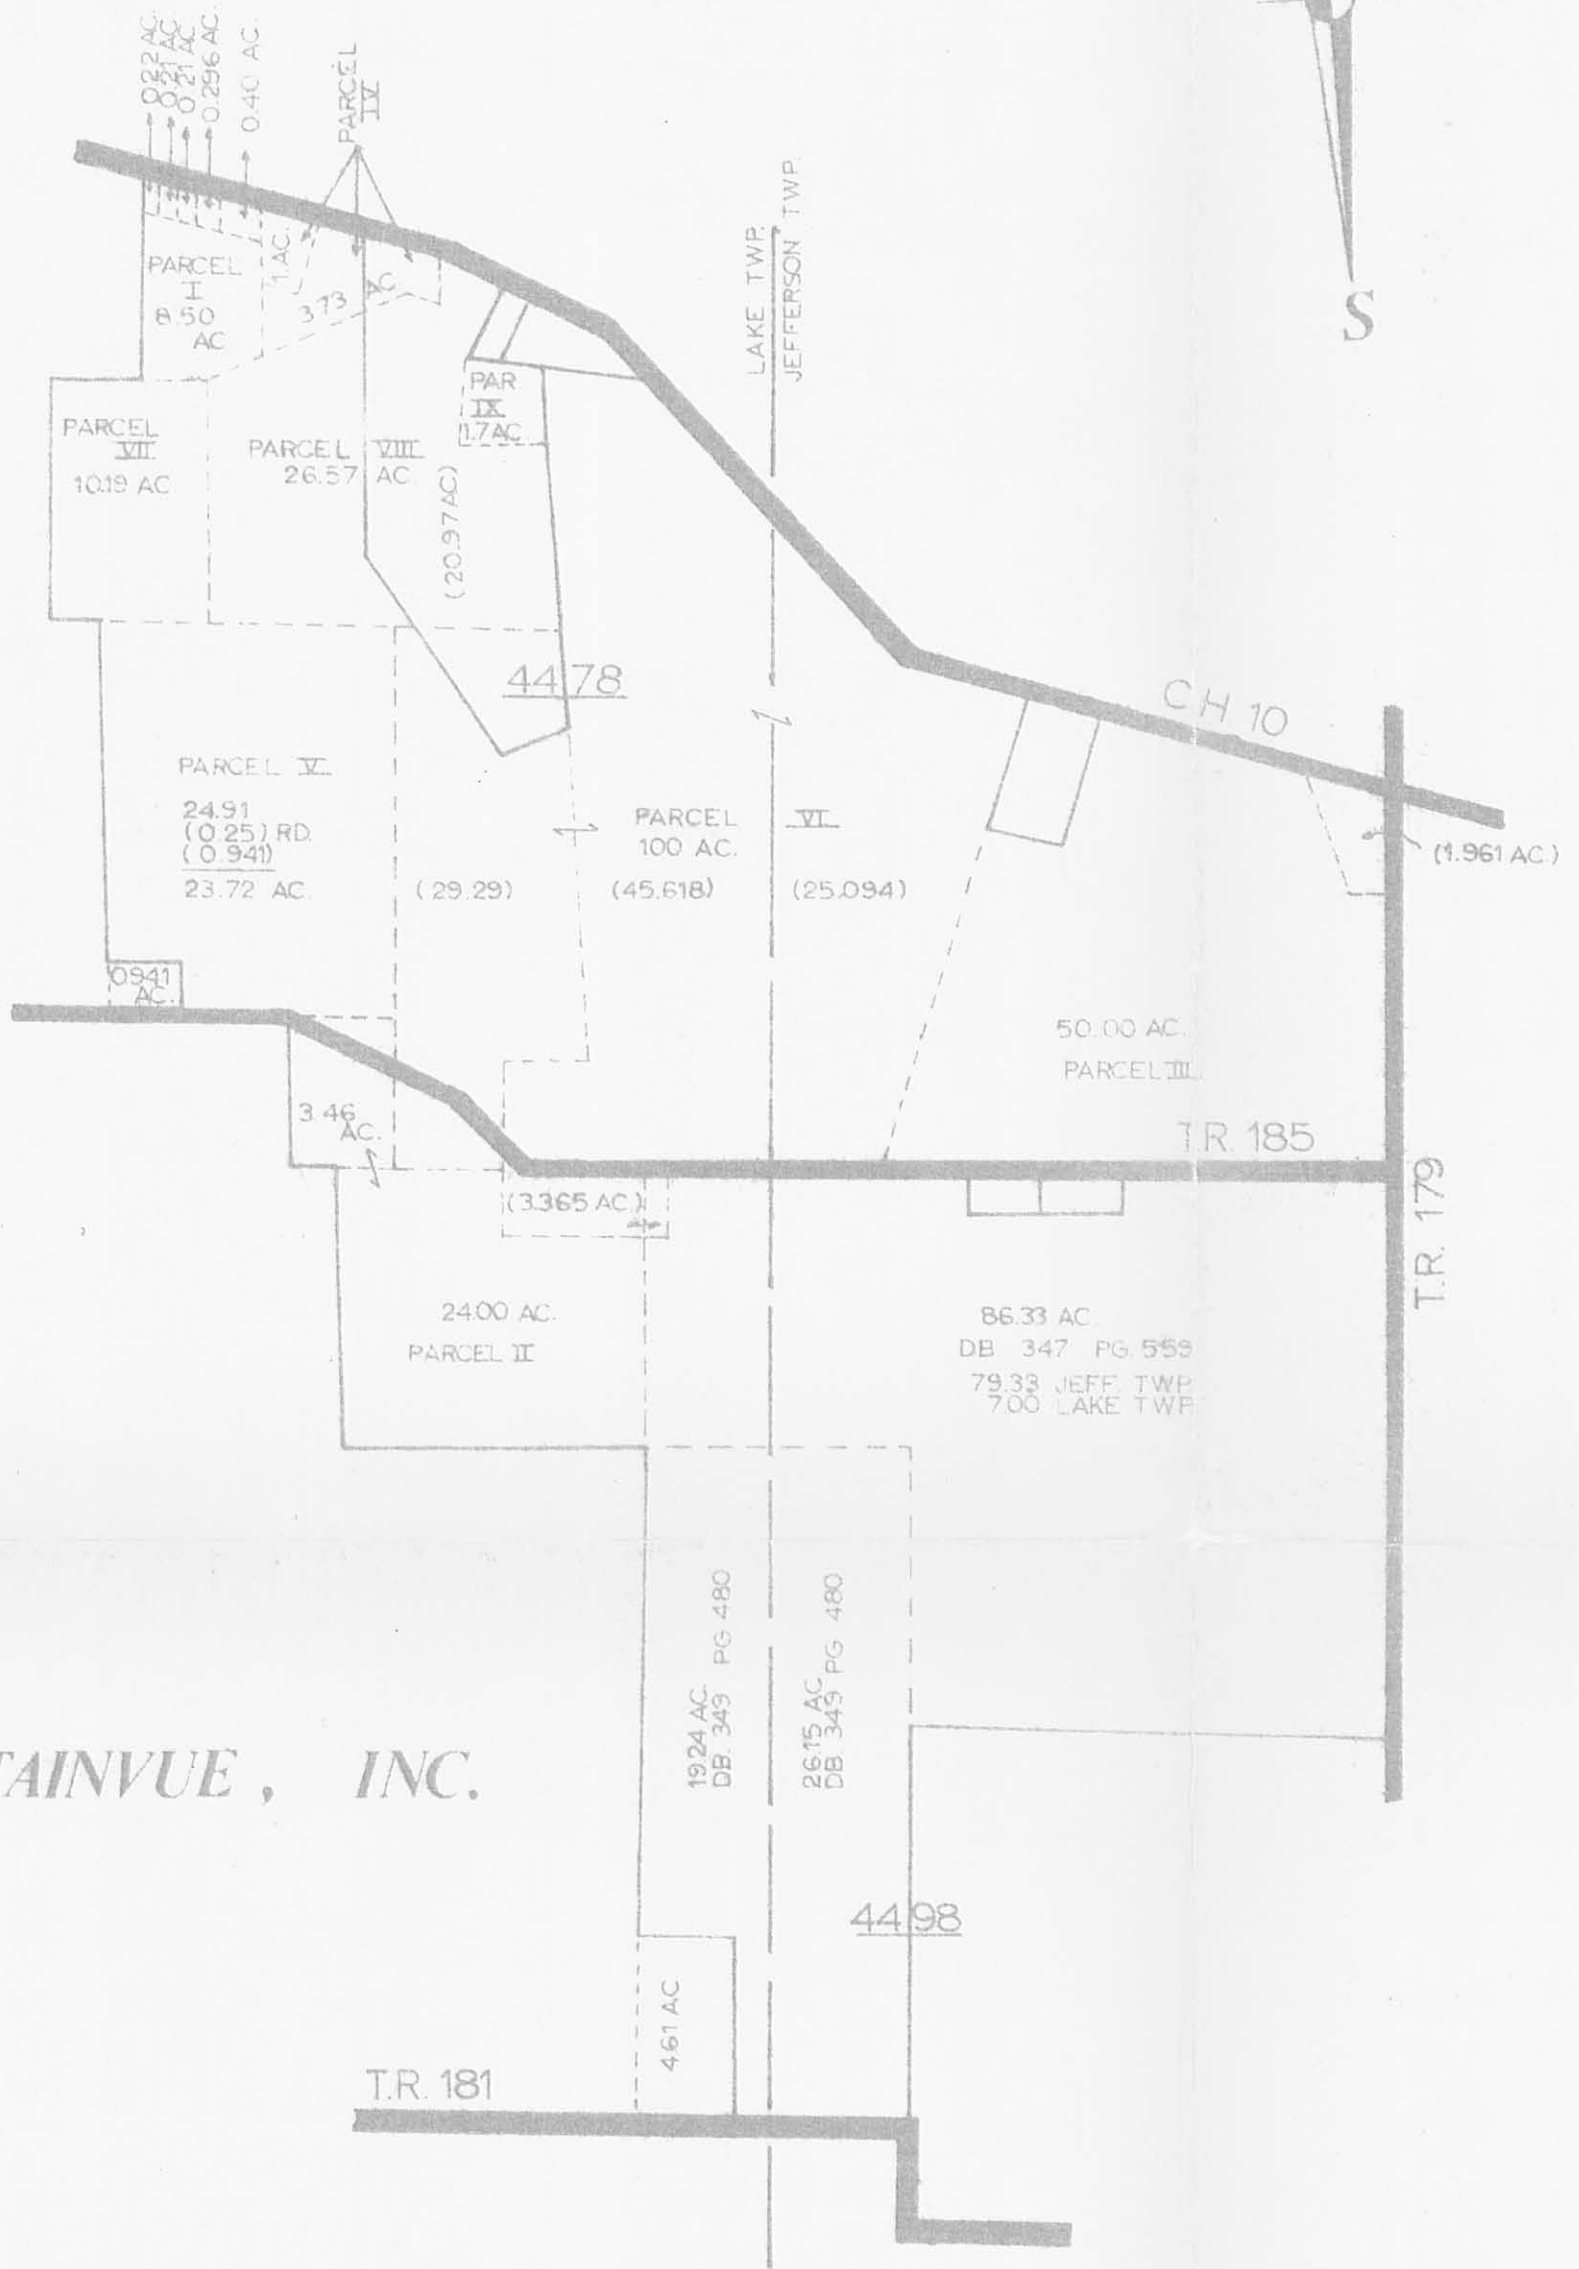 0.22 AC.
0.21 AC.
0.21 AC.
0.296 AC.
0.40 AC.
PARCEL
IV
S
LAKE TWP.
JEFFERSON TWP.
PARCEL
I
8.50
AC
1 AC.
3.73 AC
PAR
IX
1.7 AC
PARCEL
VII
10.19 AC
PARCEL VIII
26.57 AC.
(20.97 AC)
44.78
C H 10
PARCEL V
24.91
(0.25) RD.
(0.941)
23.72 AC.
PARCEL VI
100 AC.
(29.29)
(45.618)
(25.094)
(1.961 AC.)
0.941
AC.
50.00 AC.
PARCEL III
3.46
AC.
T.R. 185
T.R. 179
(3.365 AC.)
24.00 AC.
PARCEL II
86.33 AC
DB 347 PG. 559
79.33 JEFF. TWP.
7.00 LAKE TWP.
19.24 AC.
DB. 349 PG 480
26.15 AC
DB 349 PG. 480
TAINVUE, INC.
44.98
4.61 AC
T.R. 181